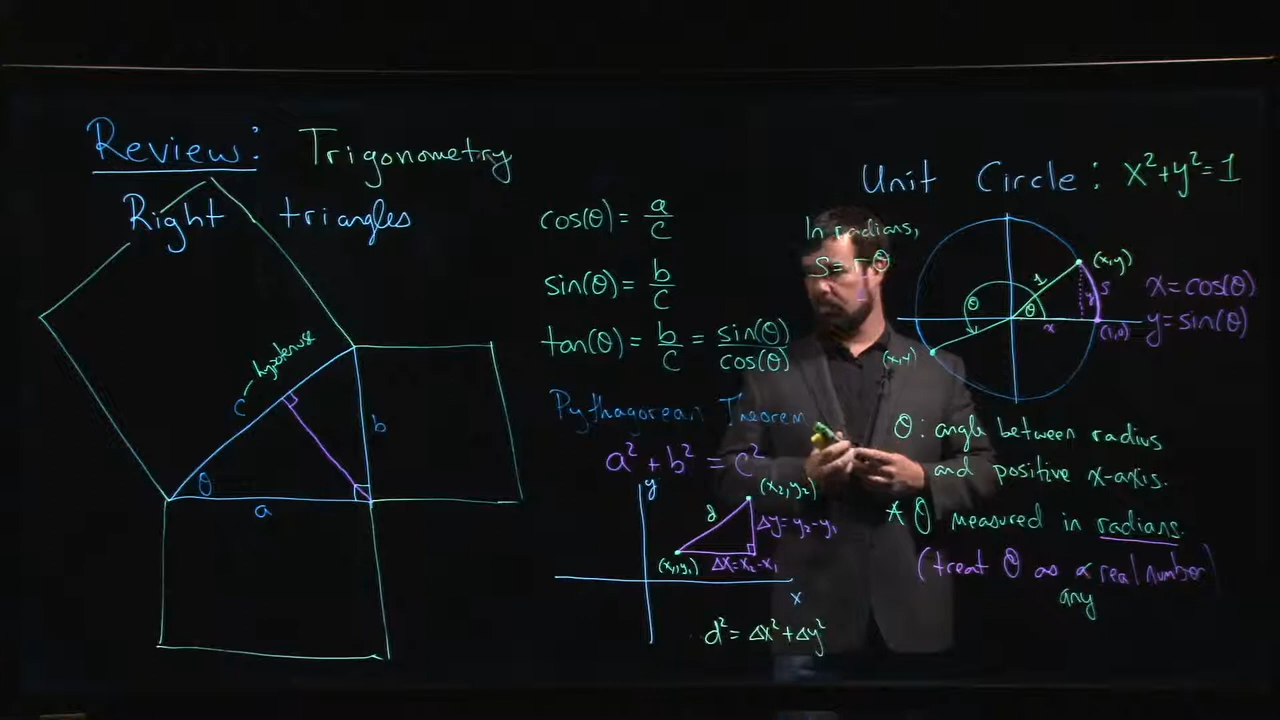 Review: Trigonometry
Right triangles
c
hypotenuse
b
θ
a
cos(θ) = a/c
sin(θ) = b/c
tan(θ) = b/c = sin(θ)/cos(θ)
Pythagorean Theorem
a² + b² = c²
y
(x₂, y₂)
d
Δy = y₂ - y₁
(x₁, y₁)
Δx = x₂ - x₁
x
d² = Δx² + Δy²
Unit Circle: x² + y² = 1
In radians,
s = rθ
1
(x,y)
θ
θ
x
y
s
(1,0)
(x,y)
x = cos(θ)
y = sin(θ)
θ: angle between radius
and positive x-axis.
* θ measured in radians.
(treat θ as a real number)
any